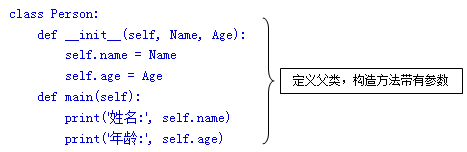 class Person:
    def __init__(self, Name, Age):
        self.name = Name
        self.age = Age
    def main(self):
        print('姓名:', self.name)
        print('年龄:', self.age)
定义父类，构造方法带有参数